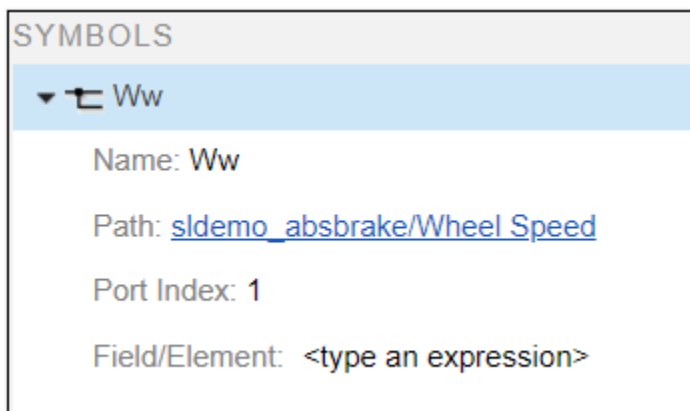 SYMBOLS
Ww
Name: Ww
Path: sldemo_absbrake/Wheel Speed
Port Index: 1
Field/Element: <type an expression>